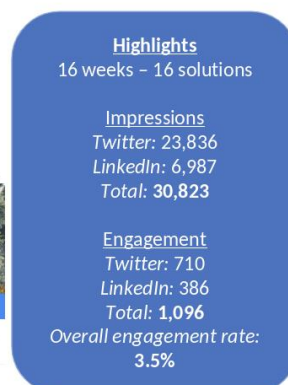 Highlights
16 weeks – 16 solutions
Impressions
Twitter: 23,836
LinkedIn: 6,987
Total: 30,823
Engagement
Twitter: 710
LinkedIn: 386
Total: 1,096
Overall engagement rate:
3.5%